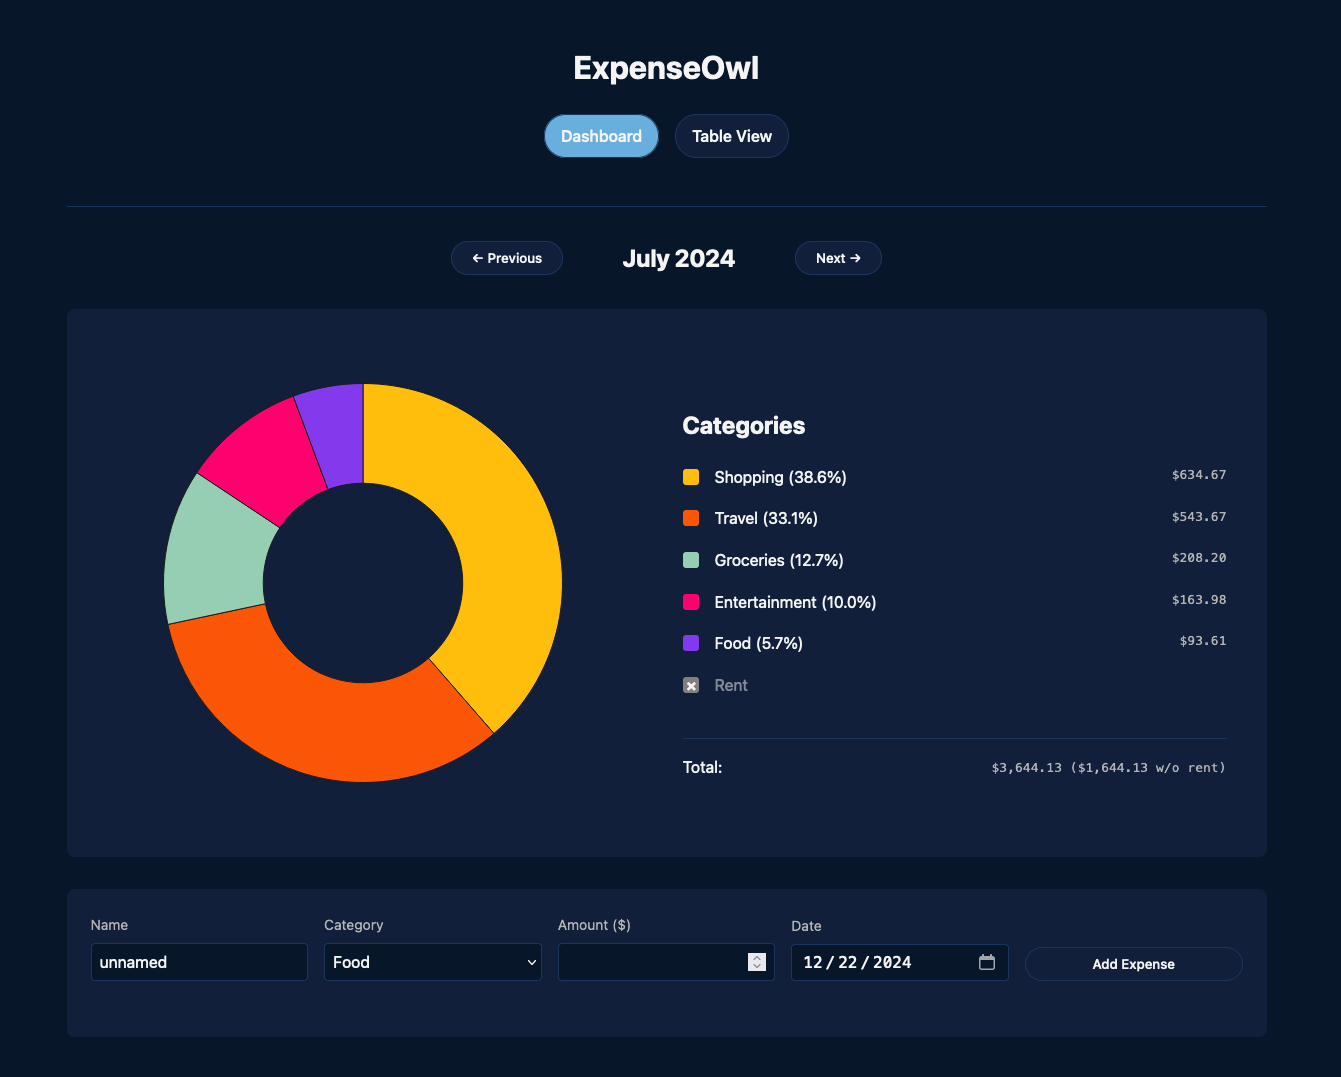 ExpenseOwl
Dashboard
Table View
← Previous
July 2024
Next →
Categories
Shopping (38.6%) $634.67
Travel (33.1%) $543.67
Groceries (12.7%) $208.20
Entertainment (10.0%) $163.98
Food (5.7%) $93.61
Rent
Total: $3,644.13 ($1,644.13 w/o rent)
Name
unnamed
Category
Food
Amount ($)
Date
12/22/2024
Add Expense